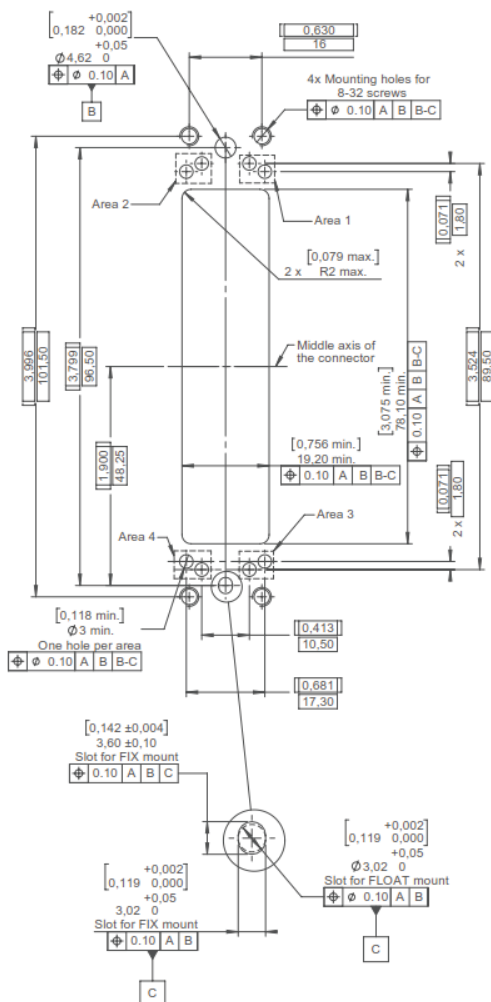 +0,002
[0,182 0,000]
+0,05
Ø4,62 0
⌖ Ø 0.10 A
B
[0,630]
16
4x Mounting holes for
8-32 screws
⌖ Ø 0.10 A B B-C
Area 2
Area 1
[0,071]
1,80
2 x
[0,079 max.]
2 x R2 max.
[3,996]
101,50
[3,799]
96,50
Middle axis of
the connector
[3,075 min.]
78,10 min.
⌖ 0.10 A B B-C
[3,524]
89,50
[1,900]
48,25
[0,756 min.]
19,20 min.
⌖ 0.10 A B B-C
[0,071]
1,80
2 x
Area 4
Area 3
[0,118 min.]
Ø3 min.
One hole per area
⌖ Ø 0.10 A B B-C
[0,413]
10,50
[0,681]
17,30
[0,142 ±0,004]
3,60 ±0,10
Slot for FIX mount
⌖ 0.10 A B C
+0,002
[0,119 0,000]
+0,05
Ø3,02 0
Slot for FLOAT mount
⌖ Ø 0.10 A B
C
+0,002
[0,119 0,000]
+0,05
3,02 0
Slot for FIX mount
⌖ 0.10 A B
C